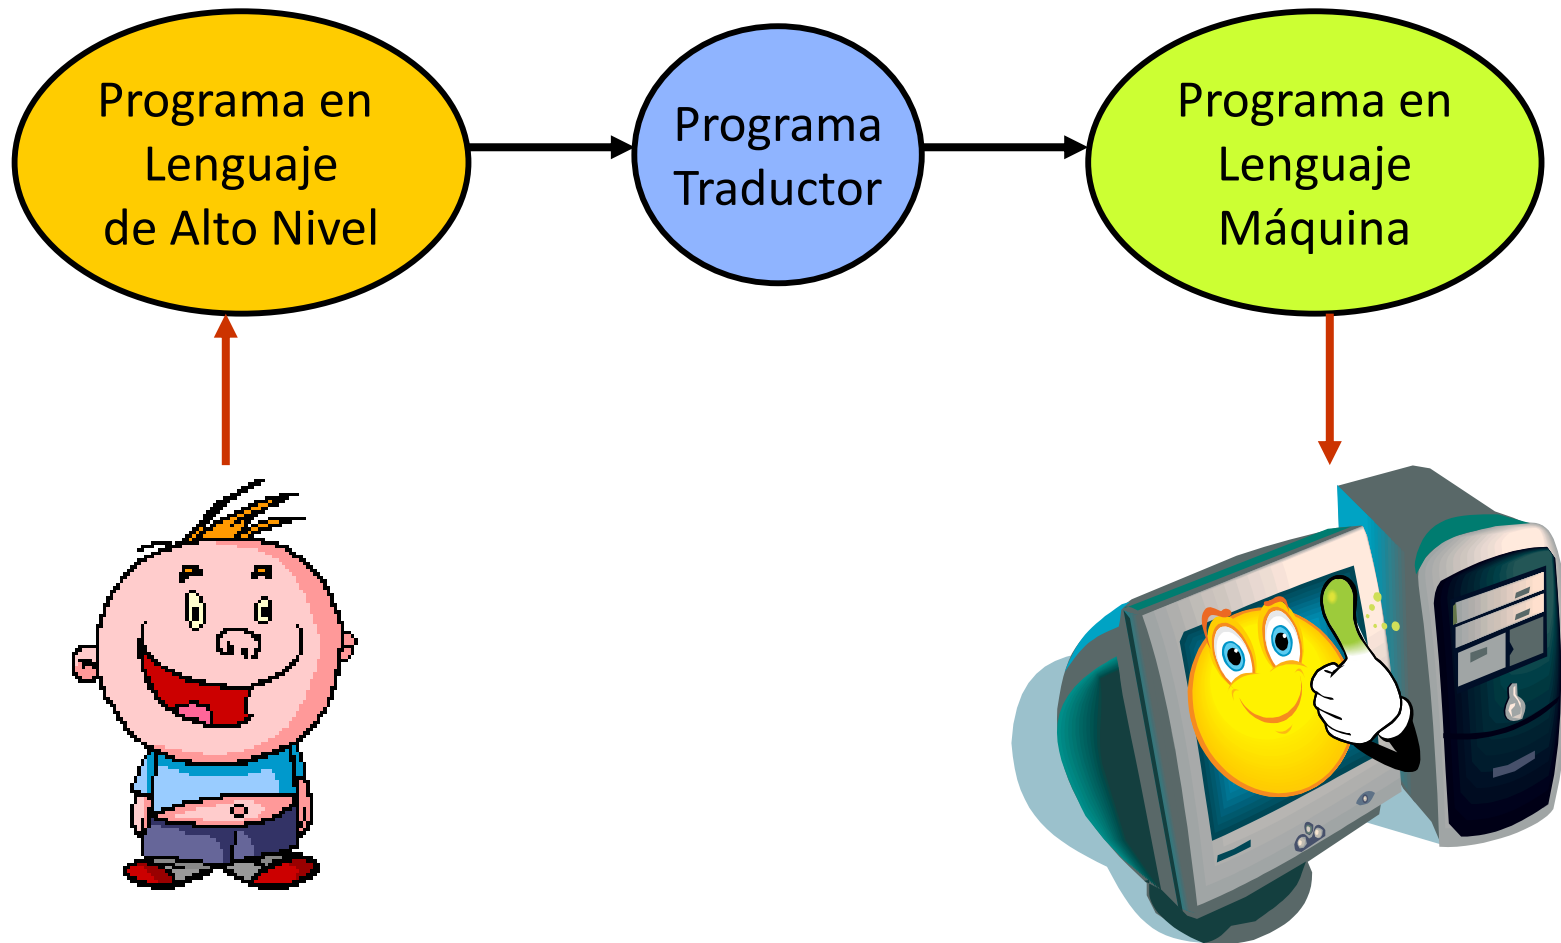 Programa en
Lenguaje
de Alto Nivel
Programa
Traductor
Programa en
Lenguaje
Máquina